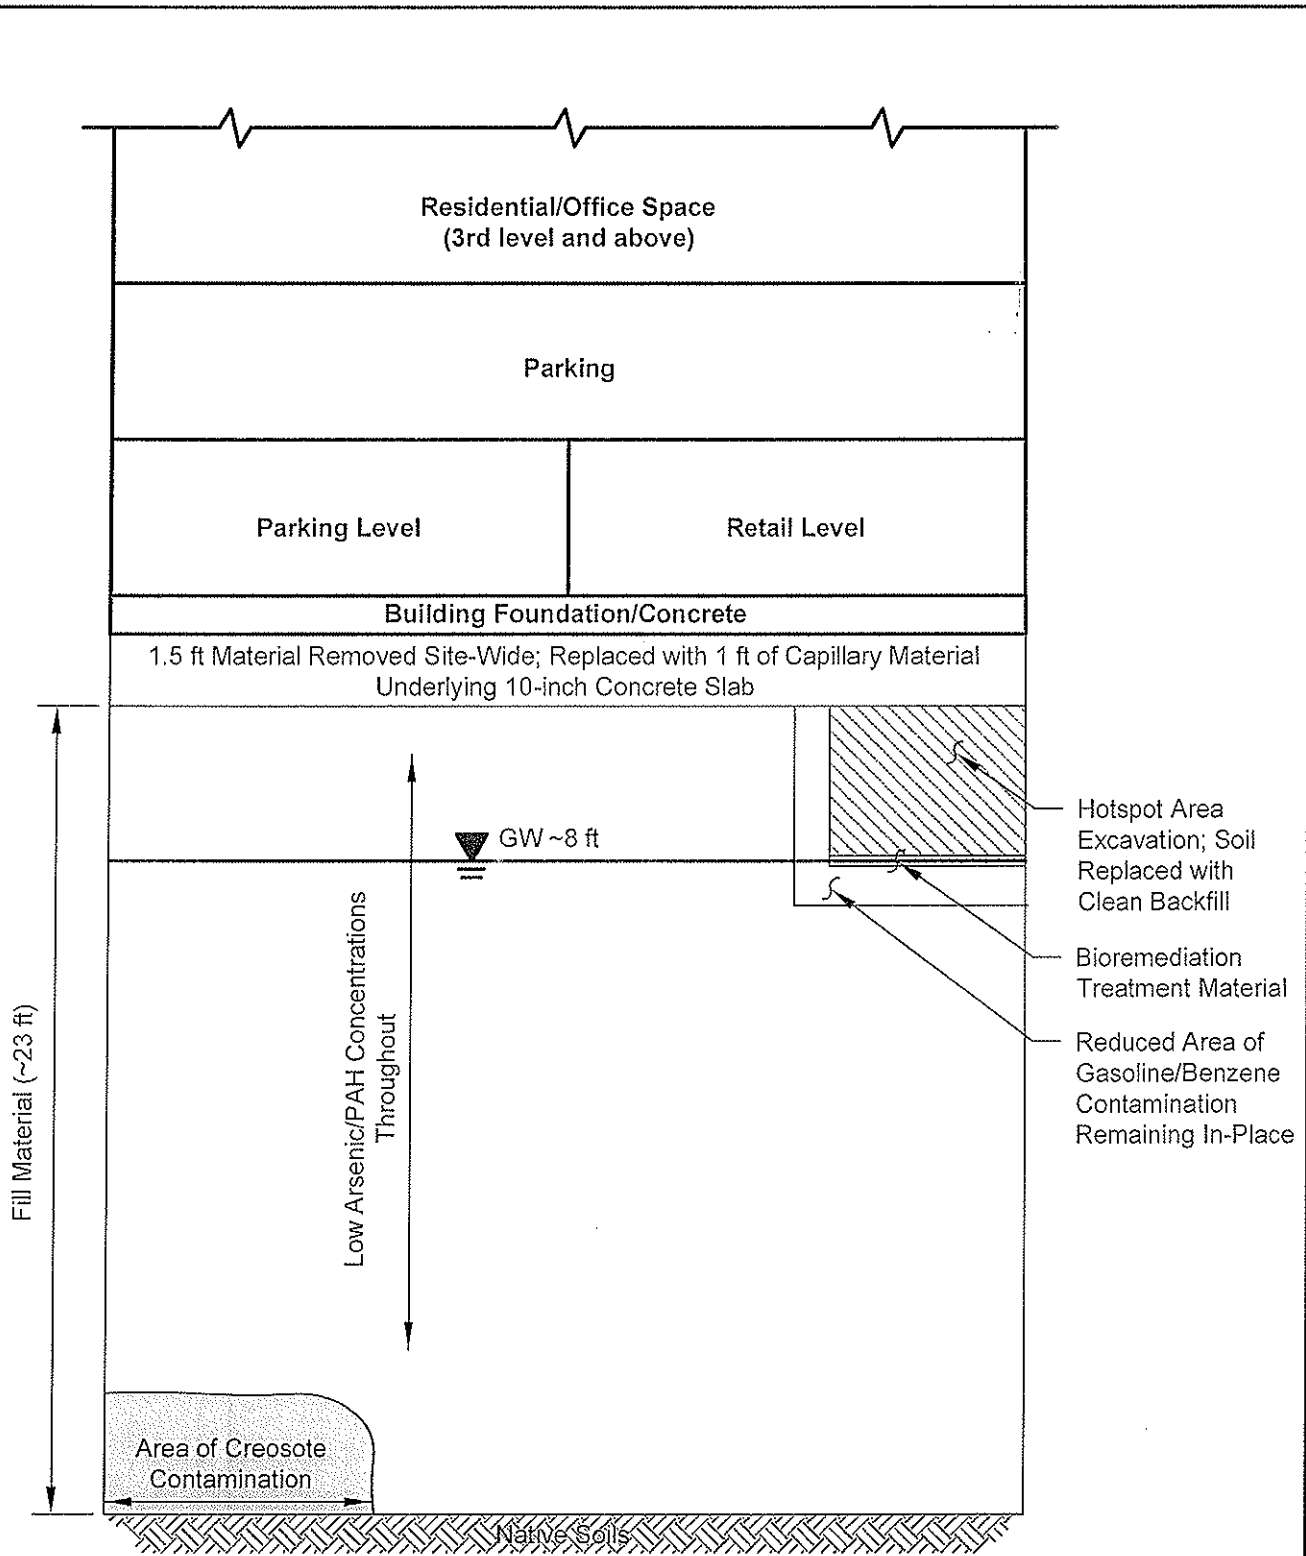 Residential/Office Space
(3rd level and above)
Parking
Parking Level
Retail Level
Building Foundation/Concrete
1.5 ft Material Removed Site-Wide; Replaced with 1 ft of Capillary Material
Underlying 10-inch Concrete Slab
GW ~8 ft
Hotspot Area
Excavation; Soil
Replaced with
Clean Backfill
Bioremediation
Treatment Material
Reduced Area of
Gasoline/Benzene
Contamination
Remaining In-Place
Fill Material (~23 ft)
Low Arsenic/PAH Concentrations
Throughout
Area of Creosote
Contamination
Native Soils